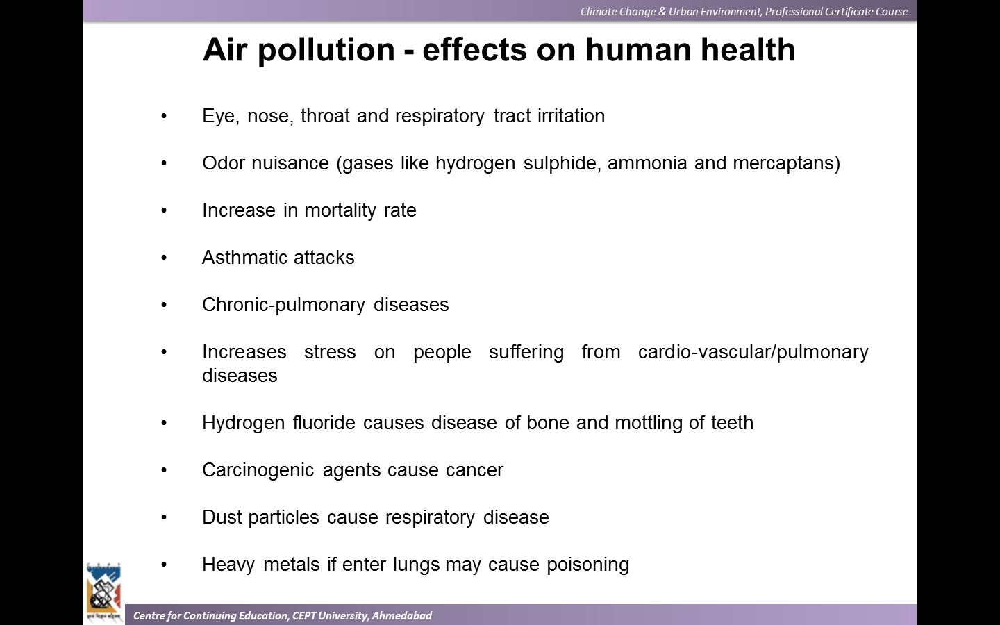 Climate Change & Urban Environment, Professional Certificate Course
Air pollution - effects on human health
• Eye, nose, throat and respiratory tract irritation
• Odor nuisance (gases like hydrogen sulphide, ammonia and mercaptans)
• Increase in mortality rate
• Asthmatic attacks
• Chronic-pulmonary diseases
• Increases stress on people suffering from cardio-vascular/pulmonary
diseases
• Hydrogen fluoride causes disease of bone and mottling of teeth
• Carcinogenic agents cause cancer
• Dust particles cause respiratory disease
• Heavy metals if enter lungs may cause poisoning
Centre for Continuing Education, CEPT University, Ahmedabad